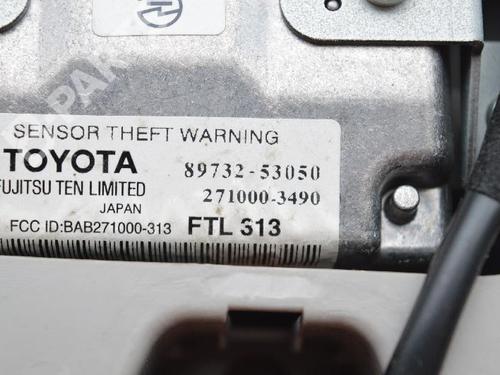 SENSOR THEFT WARNING
TOYOTA 89732-53050
FUJITSU TEN LIMITED 271000-3490
JAPAN
FCC ID:BAB271000-313 FTL 313